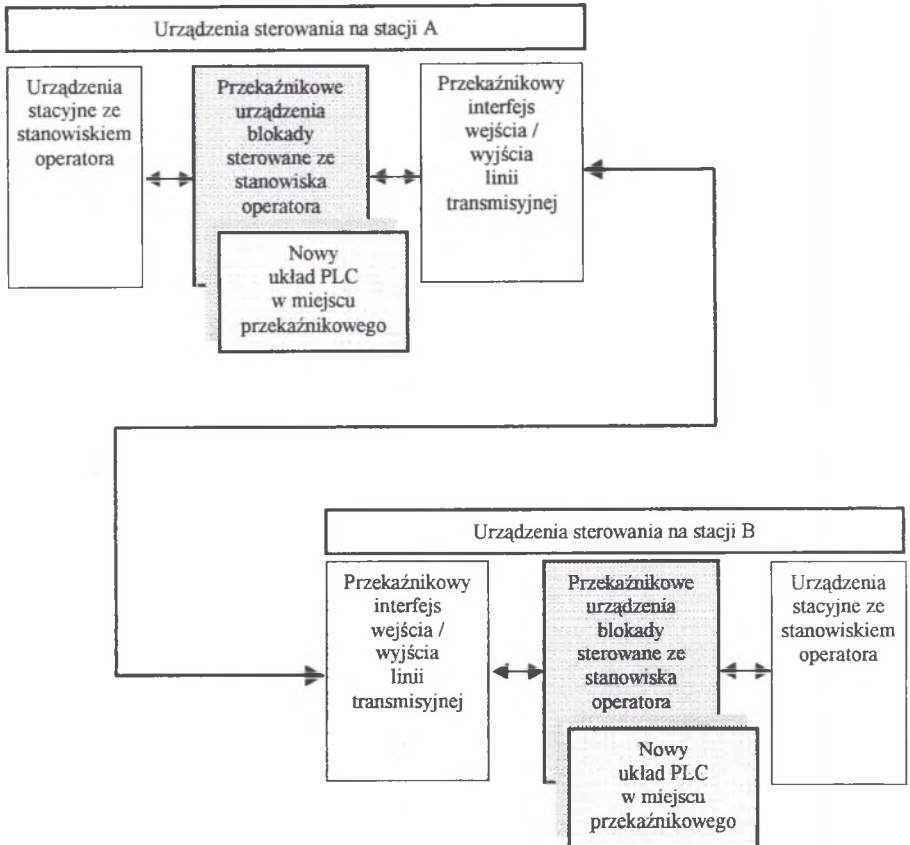 Urządzenia sterowania na stacji A
Urządzenia
stacyjne ze
stanowiskiem
operatora
Przekaźnikowe
urządzenia
blokady
sterowane ze
stanowiska
operatora
Przekaźnikowy
interfejs
wejścia /
wyjścia
linii
transmisyjnej
Nowy
układ PLC
w miejscu
przekaźnikowego
Urządzenia sterowania na stacji B
Przekaźnikowy
interfejs
wejścia /
wyjścia
linii
transmisyjnej
Przekaźnikowe
urządzenia
blokady
sterowane ze
stanowiska
operatora
Urządzenia
stacyjne ze
stanowiskiem
operatora
Nowy
układ PLC
w miejscu
przekaźnikowego